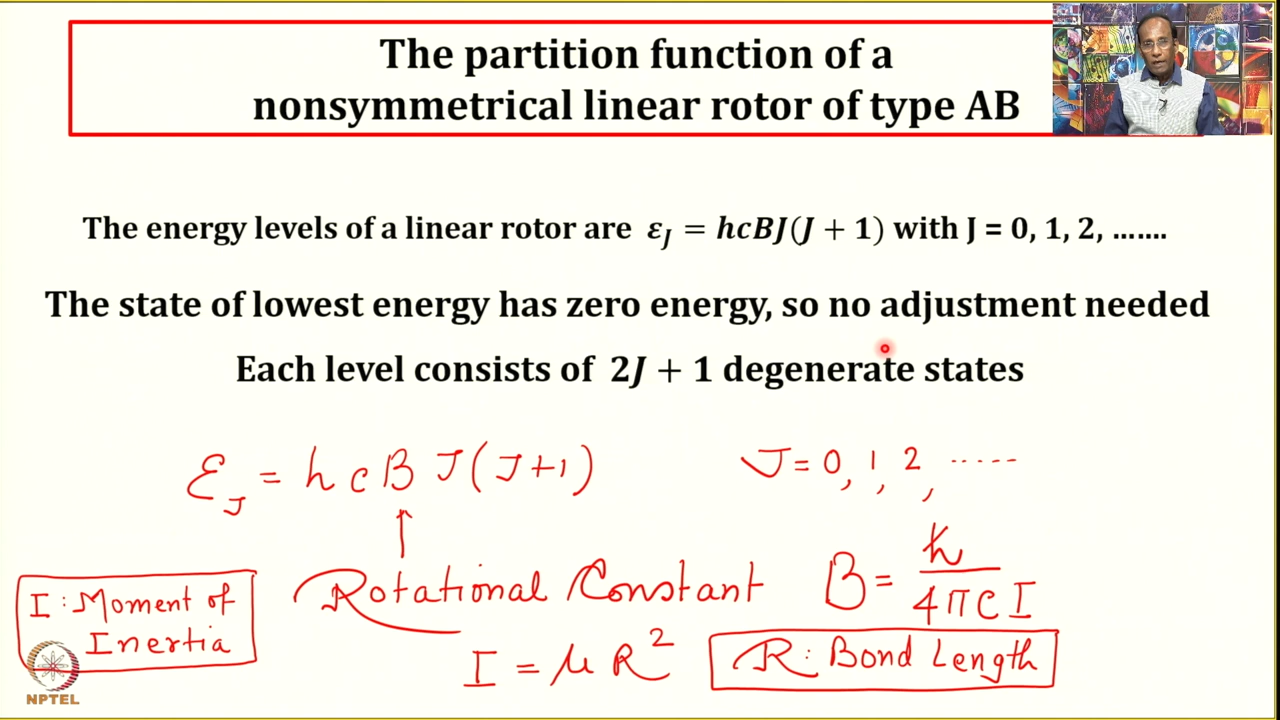 The partition function of a
nonsymmetrical linear rotor of type AB
The energy levels of a linear rotor are ε_J = hcBJ(J + 1) with J = 0, 1, 2, .......
The state of lowest energy has zero energy, so no adjustment needed
Each level consists of 2J + 1 degenerate states
ε_J = h c B J(J+1) J = 0, 1, 2, .....
↑
Rotational Constant B = ℏ / 4πcI
I : Moment of
Inertia
I = μR² R: Bond Length
NPTEL